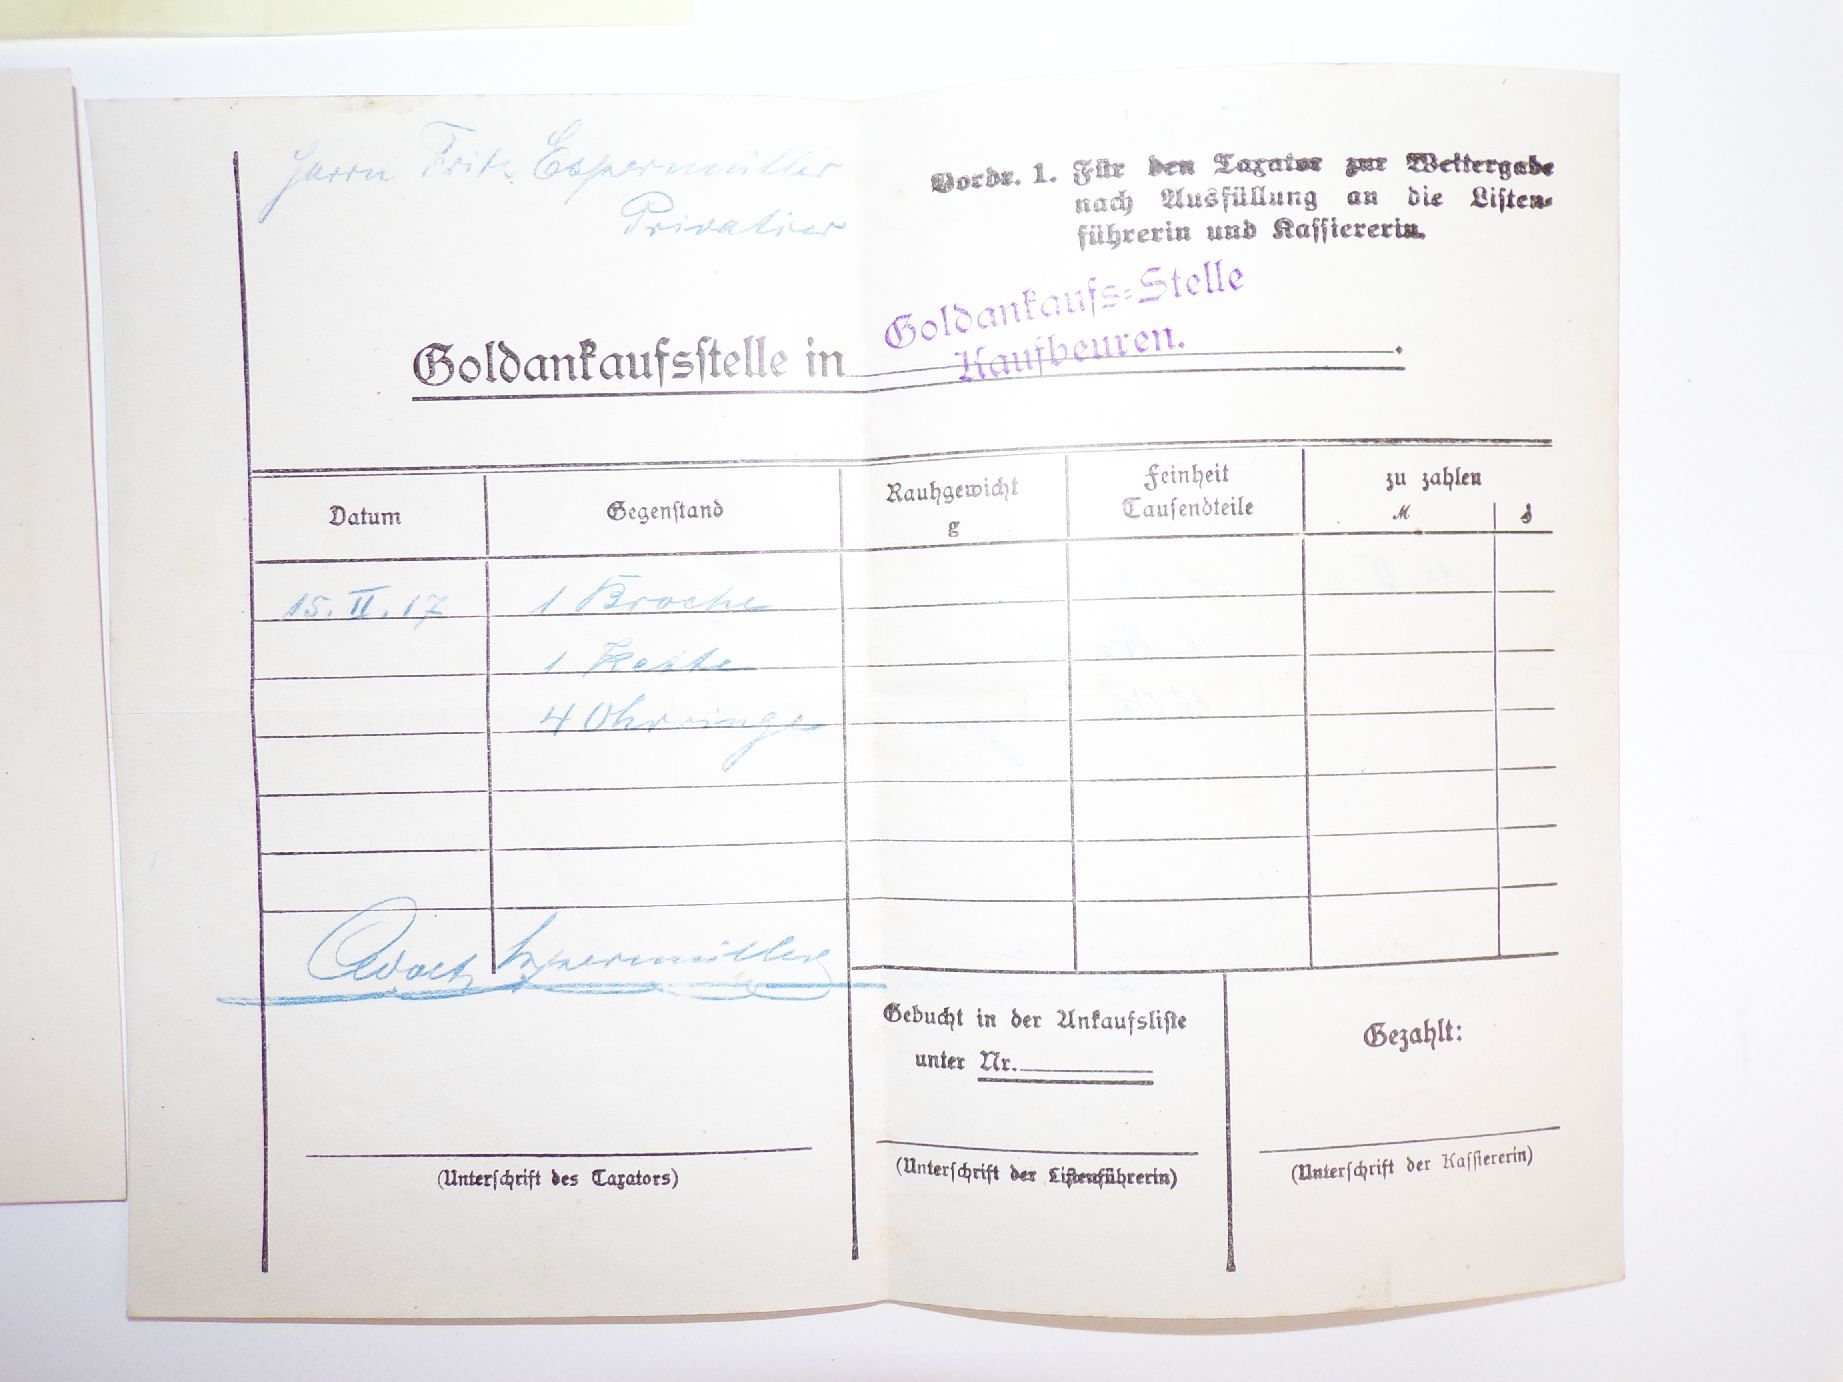 Herrn Fritz Espermüller
Privatier
Vordr. 1. Für den Taxator zur Weitergabe
nach Ausfüllung an die Listen-
führerin und Kassiererin.
Goldankaufsstelle in
Goldankaufs-Stelle
Kaufbeuren.
Datum Gegenstand Rauhgewicht g Feinheit Tausendteile zu zahlen M ₰
15. II. 17 1 Broche
1 Kette
4 Ohrringe
Espermüller
Gebucht in der Ankaufsliste
unter Nr.
Gezahlt:
(Unterschrift des Taxators)
(Unterschrift der Listenführerin)
(Unterschrift der Kassiererin)